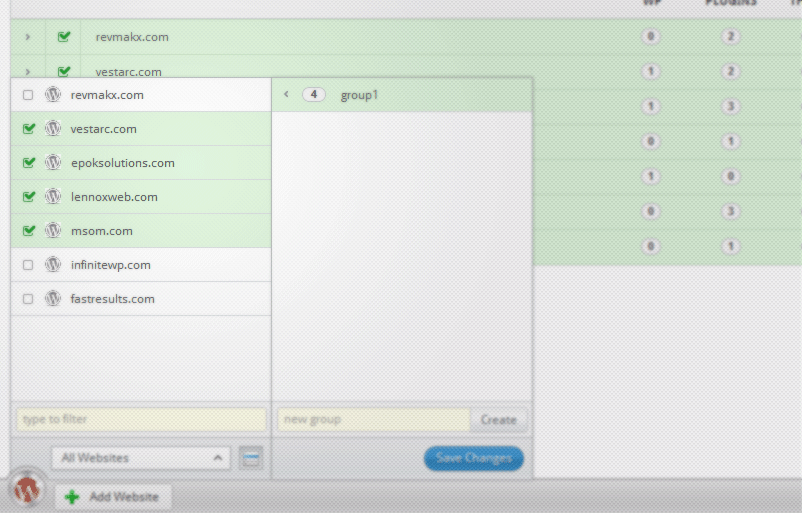 WP PLUGINS
revmakx.com 0 2
vestarc.com 1 2
revmakx.com
4 group1
1 3
vestarc.com
0 1
epoksolutions.com
1 0
lennoxweb.com
0 3
msom.com
0 1
infinitewp.com
fastresults.com
type to filter
new group Create
All Websites
Save Changes
Add Website